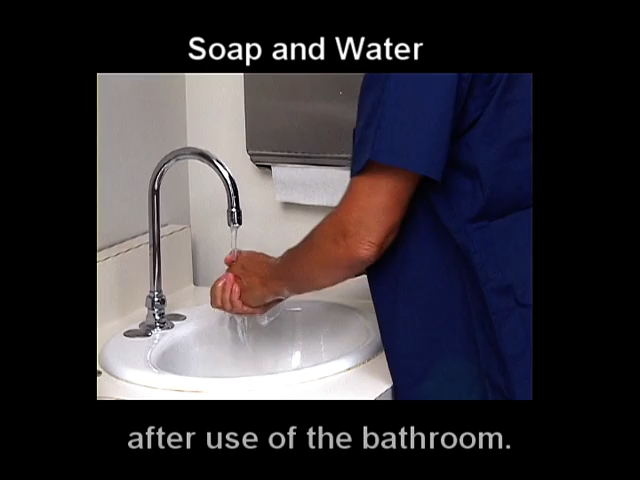 Soap and Water
after use of the bathroom.